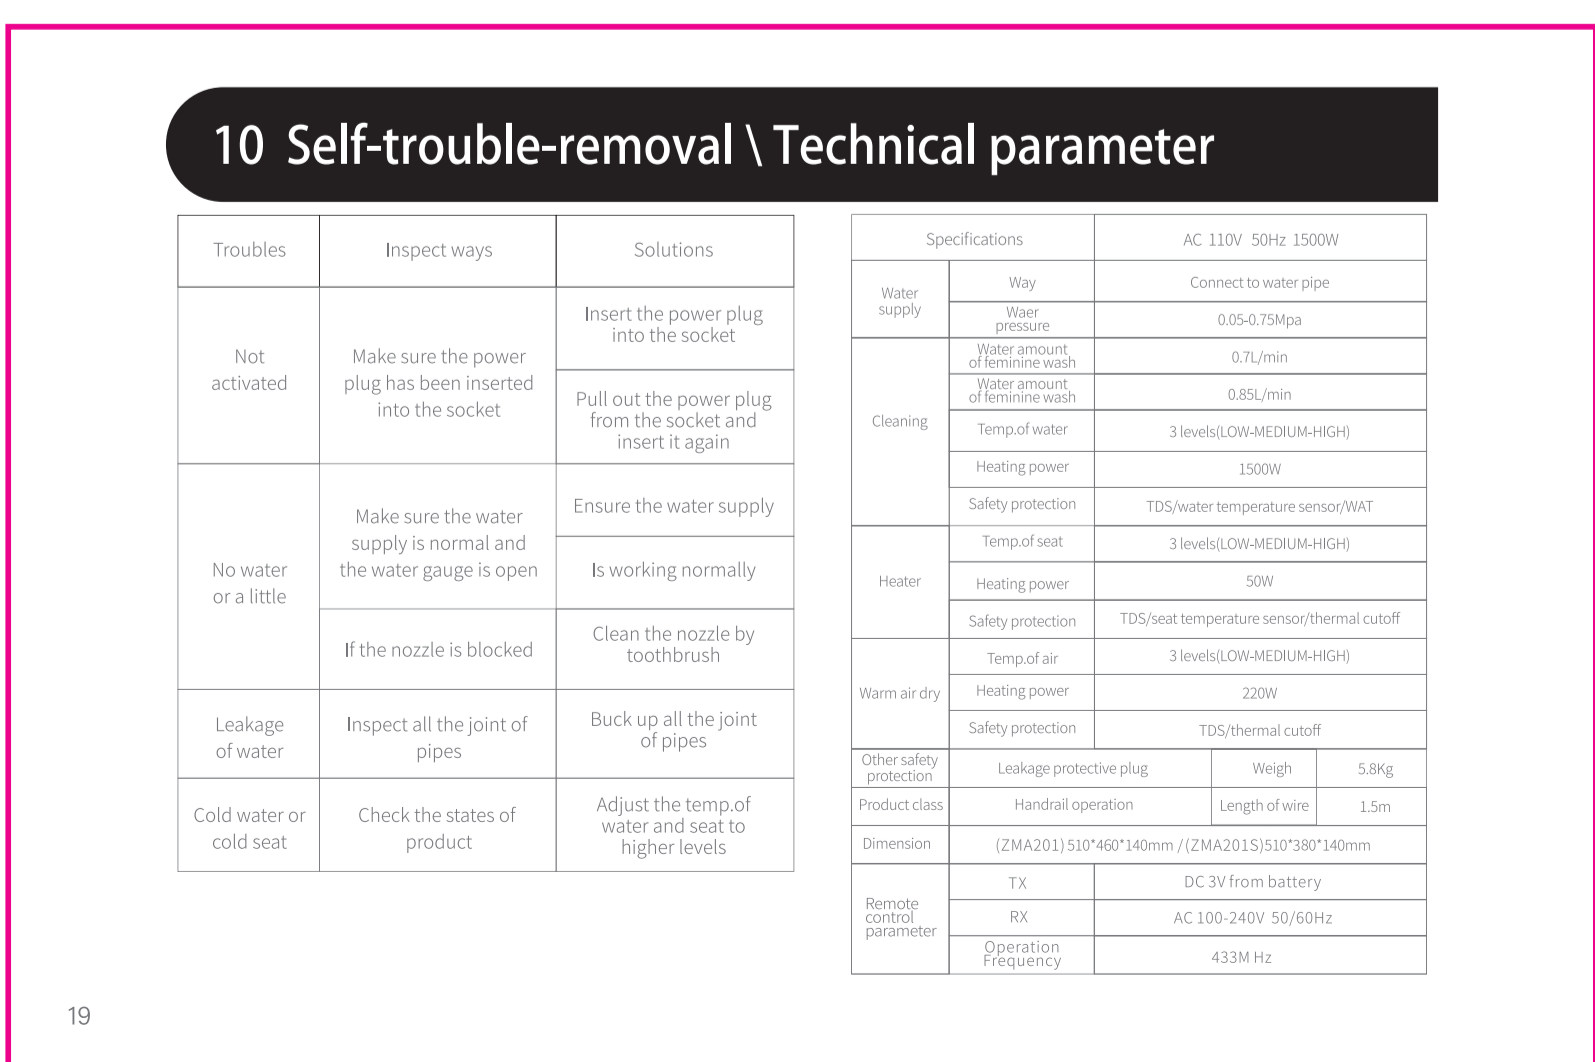 10 Self-trouble-removal \ Technical parameter
Troubles
Inspect ways
Solutions
Not
activated
Make sure the power
plug has been inserted
into the socket
Insert the power plug
into the socket
Pull out the power plug
from the socket and
insert it again
No water
or a little
Make sure the water
supply is normal and
the water gauge is open
Ensure the water supply
Is working normally
If the nozzle is blocked
Clean the nozzle by
toothbrush
Leakage
of water
Inspect all the joint of
pipes
Buck up all the joint
of pipes
Cold water or
cold seat
Check the states of
product
Adjust the temp.of
water and seat to
higher levels
Specifications
AC 110V 50Hz 1500W
Water
supply
Way
Connect to water pipe
Waer
pressure
0.05-0.75Mpa
Cleaning
Water amount
of feminine wash
0.7L/min
Water amount
of feminine wash
0.85L/min
Temp.of water
3 levels(LOW-MEDIUM-HIGH)
Heating power
1500W
Safety protection
TDS/water temperature sensor/WAT
Heater
Temp.of seat
3 levels(LOW-MEDIUM-HIGH)
Heating power
50W
Safety protection
TDS/seat temperature sensor/thermal cutoff
Warm air dry
Temp.of air
3 levels(LOW-MEDIUM-HIGH)
Heating power
220W
Safety protection
TDS/thermal cutoff
Other safety
protection
Leakage protective plug
Weigh
5.8Kg
Product class
Handrail operation
Length of wire
1.5m
Dimension
(ZMA201) 510*460*140mm /(ZMA201S)510*380*140mm
Remote
control
parameter
TX
DC 3V from battery
RX
AC 100-240V 50/60Hz
Operation
Frequency
433M Hz
19